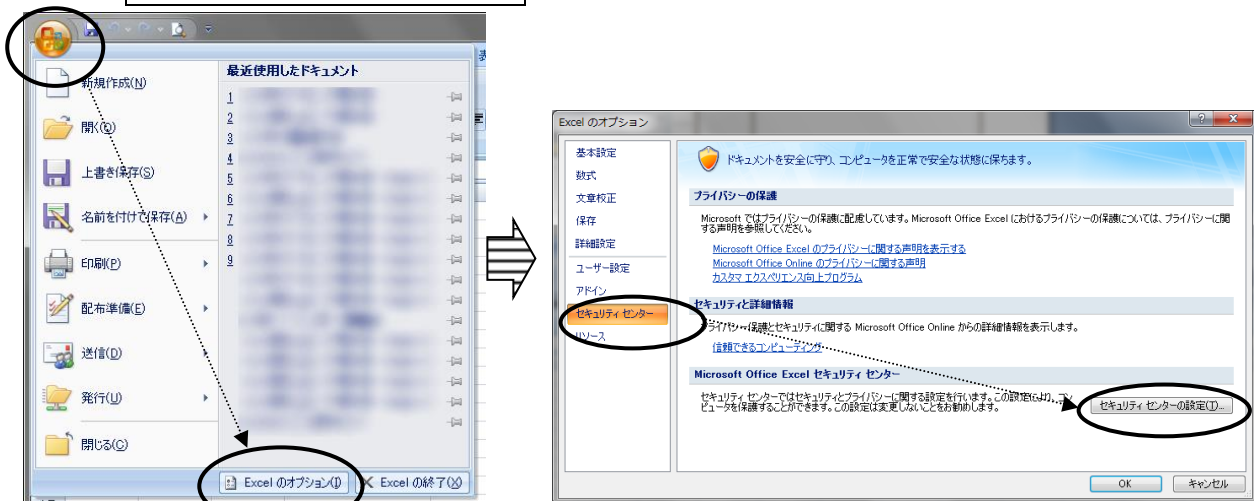 最近使用したドキュメント
新規作成(N)
開く(O)
上書き保存(S)
名前を付けて保存(A)
印刷(P)
配布準備(E)
送信(D)
発行(U)
閉じる(C)
1
2
3
4
5
6
7
8
9
Excel のオプション(I)
Excel の終了(X)
Excel のオプション
基本設定
数式
文章校正
保存
詳細設定
ユーザー設定
アドイン
セキュリティ センター
リソース
ドキュメントを安全に守り、コンピュータを正常で安全な状態に保ちます。
プライバシーの保護
Microsoft ではプライバシーの保護に配慮しています。Microsoft Office Excel におけるプライバシーの保護については、プライバシーに関
する声明を参照してください。
Microsoft Office Excel のプライバシーに関する声明を表示する
Microsoft Office Online のプライバシーに関する声明
カスタマ エクスペリエンス向上プログラム
セキュリティと詳細情報
プライバシー保護とセキュリティに関する Microsoft Office Online からの詳細情報を表示します。
信頼できるコンピューティング
Microsoft Office Excel セキュリティ センター
セキュリティ センターではセキュリティとプライバシーに関する設定を行います。この設定により、コン
ピュータを保護することができます。この設定は変更しないことをお勧めします。
セキュリティ センターの設定(T)...
OK
キャンセル